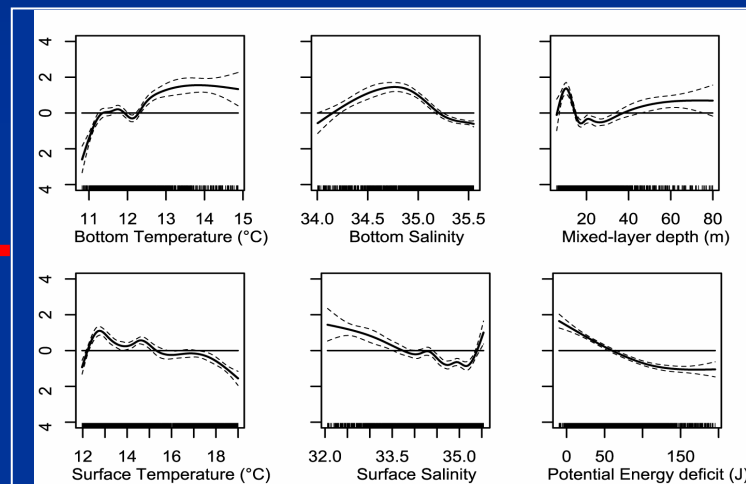 4
2
0
2
4
11 12 13 14 15
Bottom Temperature (°C)
34.0 34.5 35.0 35.5
Bottom Salinity
20 40 60 80
Mixed-layer depth (m)
4
2
0
2
4
12 14 16 18
Surface Temperature (°C)
32.0 33.5 35.0
Surface Salinity
0 50 150
Potential Energy deficit (J)